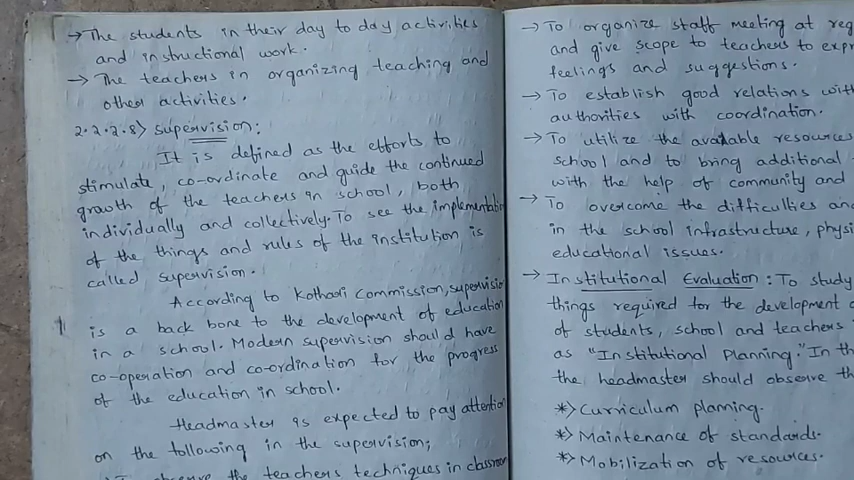 → The students in their day to day activities
and instructional work.
→ The teachers in organizing teaching and
other activities.
2.2.2.8) Supervision:
It is defined as the efforts to
stimulate, co-ordinate and guide the continued
growth of the teachers in school, both
individually and collectively. To see the implementation
of the things and rules of the institution is
called supervision.
According to Kothari Commission, supervision
is a back bone to the development of education
in a school. Modern supervision should have
co-operation and co-ordination for the progress
of the education in school.
Headmaster is expected to pay attention
on the following in the supervision;
the teachers techniques in classroom
→ To organize staff meeting at reg
and give scope to teachers to expr
feelings and suggestions.
→ To establish good relations with
authorities with coordination.
→ To utilize the available resources
school and to bring additional
with the help of community and
→ To overcome the difficulties an
in the school infrastructure, physi
educational issues.
→ Institutional Evaluation: To study
things required for the development
of students, school and teachers
as "Institutional planning." In th
the headmaster should observe th
*) Curriculum planning.
*) Maintenance of standards.
*) Mobilization of resources.